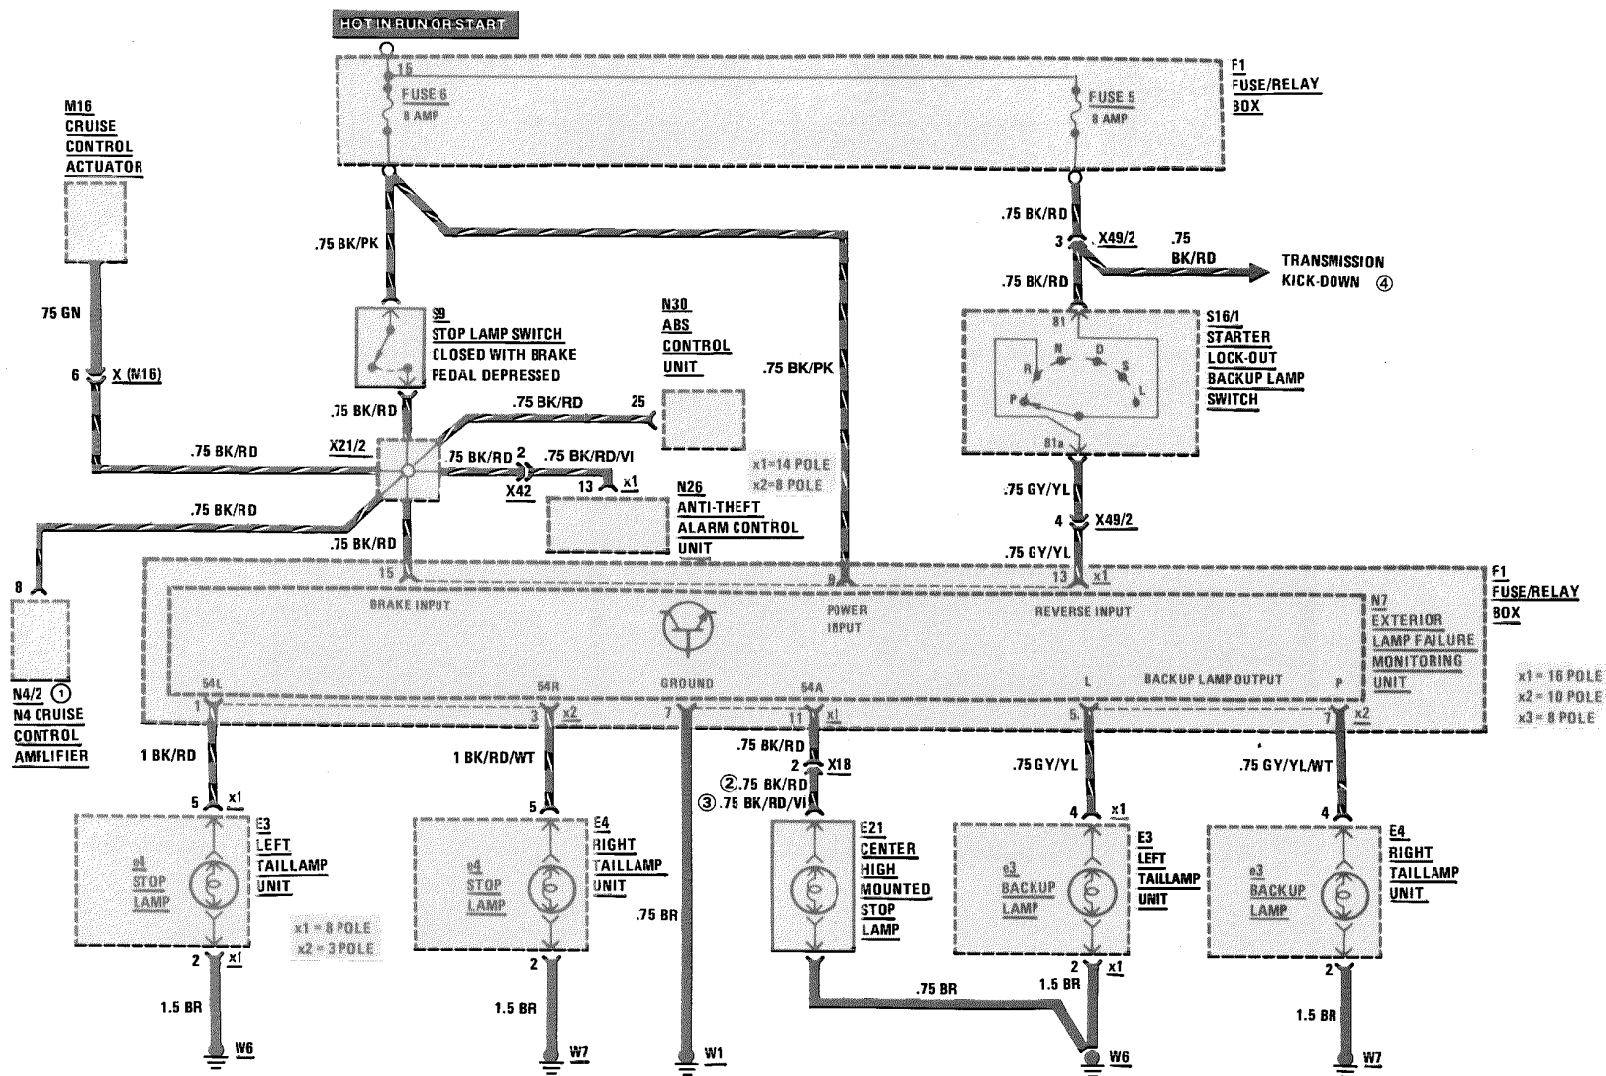 HOT IN RUN OR START
15
FUSE 6
8 AMP
FUSE 5
8 AMP
F1
FUSE/RELAY
BOX
M16
CRUISE
CONTROL
ACTUATOR
.75 BK/PK
.75 BK/RD
3
X49/2
.75
BK/RD
.75 BK/RD
TRANSMISSION
KICK-DOWN ④
75 GN
S9
STOP LAMP SWITCH
CLOSED WITH BRAKE
PEDAL DEPRESSED
N30
ABS
CONTROL
UNIT
.75 BK/PK
81
N
D
R
S
P
L
81a
S16/1
STARTER
LOCK-OUT
BACKUP LAMP
SWITCH
6
X (M16)
.75 BK/RD
.75 BK/RD
25
X21/2
.75 BK/RD
.75 BK/RD
2
.75 BK/RD/VI
X42
13
x1
x1=14 POLE
x2=8 POLE
N26
ANTI-THEFT
ALARM CONTROL
UNIT
.75 GY/YL
4
X49/2
.75 GY/YL
.75 BK/RD
.75 BK/RD
8
15
9
13
x1
F1
FUSE/RELAY
BOX
BRAKE INPUT
POWER
INPUT
REVERSE INPUT
N7
EXTERIOR
LAMP FAILURE
MONITORING
UNIT
x1 = 16 POLE
x2 = 10 POLE
x3 = 8 POLE
N4/2 ①
N4 CRUISE
CONTROL
AMPLIFIER
54L
54R
GROUND
54A
L
BACKUP LAMP OUTPUT
P
1
3
x2
7
11
x1
5
7
x2
1 BK/RD
1 BK/RD/WT
.75 BK/RD
2
X18
② .75 BK/RD
③ .75 BK/RD/VI
.75 GY/YL
.75 GY/YL/WT
5
x1
E3
LEFT
TAILLAMP
UNIT
e4
STOP
LAMP
2
x1
5
E4
RIGHT
TAILLAMP
UNIT
e4
STOP
LAMP
2
x1 = 8 POLE
x2 = 3 POLE
.75 BR
E21
CENTER
HIGH
MOUNTED
STOP
LAMP
4
x1
E3
LEFT
TAILLAMP
UNIT
e3
BACKUP
LAMP
2
x1
4
E4
RIGHT
TAILLAMP
UNIT
e3
BACKUP
LAMP
2
1.5 BR
1.5 BR
.75 BR
1.5 BR
1.5 BR
W6
W7
W1
W6
W7